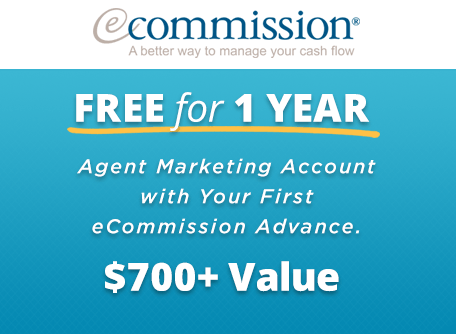 ecommission®
A better way to manage your cash flow
FREE for 1 YEAR
Agent Marketing Account
with Your First
eCommission Advance.
$700+ Value